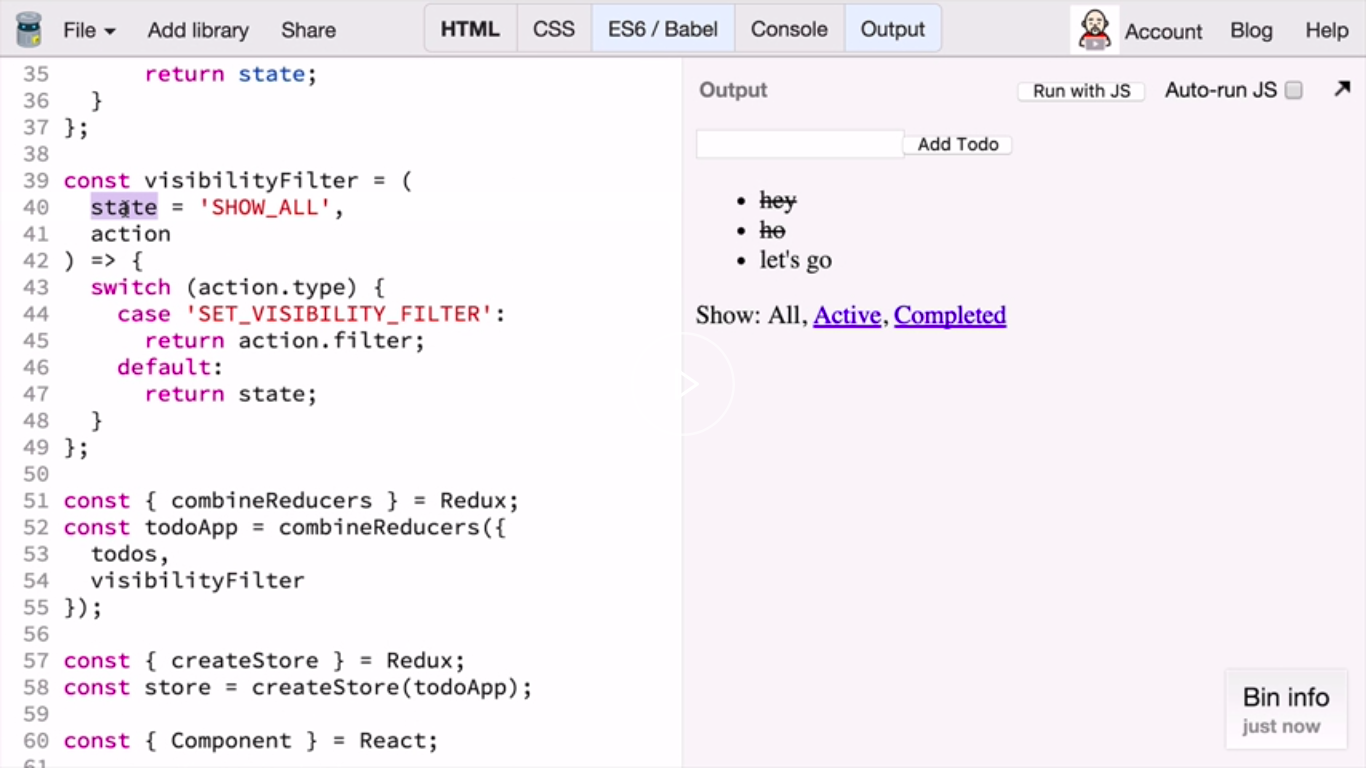 File Add library Share HTML CSS ES6 / Babel Console Output Account Blog Help
35 return state;
36 }
37 };
38
39 const visibilityFilter = (
40 state = 'SHOW_ALL',
41 action
42 ) => {
43 switch (action.type) {
44 case 'SET_VISIBILITY_FILTER':
45 return action.filter;
46 default:
47 return state;
48 }
49 };
50
51 const { combineReducers } = Redux;
52 const todoApp = combineReducers({
53 todos,
54 visibilityFilter
55 });
56
57 const { createStore } = Redux;
58 const store = createStore(todoApp);
59
60 const { Component } = React;
Output Run with JS Auto-run JS
Add Todo
• hey
• ho
• let's go
Show: All, Active, Completed
Bin info
just now